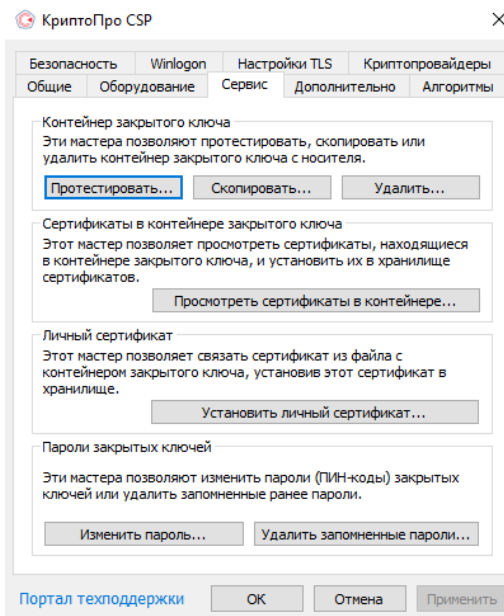 КриптоПро CSP
Безопасность Winlogon Настройки TLS Криптопровайдеры
Общие Оборудование Сервис Дополнительно Алгоритмы
Контейнер закрытого ключа
Эти мастера позволяют протестировать, скопировать или
удалить контейнер закрытого ключа с носителя.
Протестировать... Скопировать... Удалить...
Сертификаты в контейнере закрытого ключа
Этот мастер позволяет просмотреть сертификаты, находящиеся
в контейнере закрытого ключа, и установить их в хранилище
сертификатов.
Просмотреть сертификаты в контейнере...
Личный сертификат
Этот мастер позволяет связать сертификат из файла с
контейнером закрытого ключа, установив этот сертификат в
хранилище.
Установить личный сертификат...
Пароли закрытых ключей
Эти мастера позволяют изменить пароли (ПИН-коды) закрытых
ключей или удалить запомненные ранее пароли.
Изменить пароль... Удалить запомненные пароли...
Портал техподдержки ОК Отмена Применить